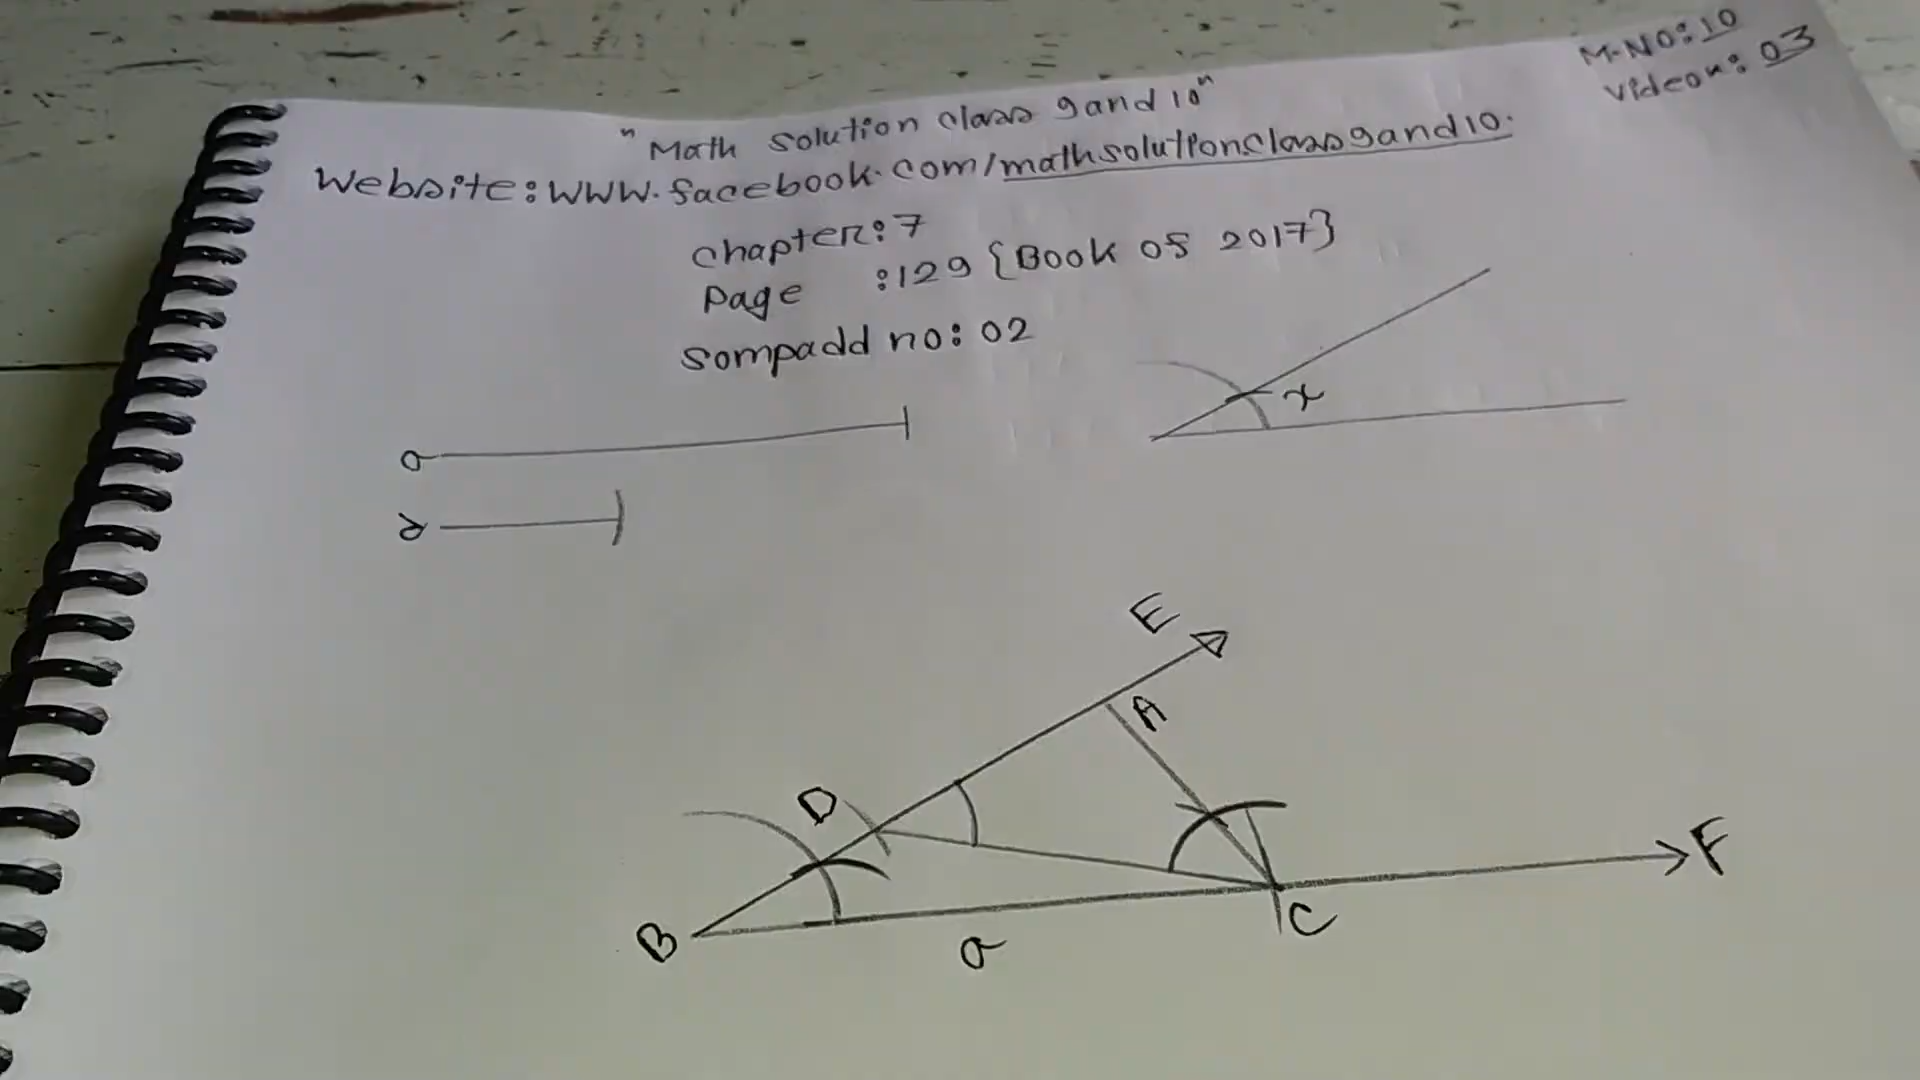 M.NO:10
Video n: 03
"Math solution class 9 and 10"
Website: WWW.facebook.com/mathsolutionclass9and10.
Chapter: 7
Page :129 {Book of 2017}
Sompadd no: 02
x
a
d
E
A
D
F
B
C
a